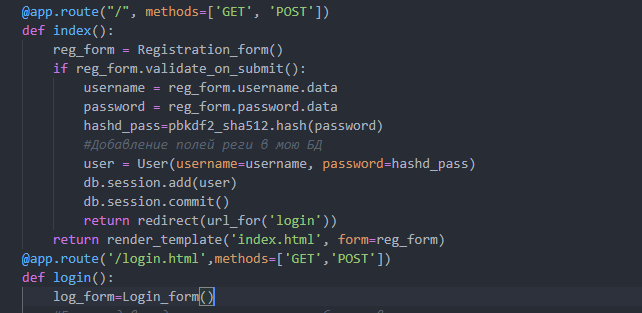 @app.route("/", methods=['GET', 'POST'])
def index():
    reg_form = Registration_form()
    if reg_form.validate_on_submit():
        username = reg_form.username.data
        password = reg_form.password.data
        hashd_pass=pbkdf2_sha512.hash(password)
        #Добавление полей реги в мою БД
        user = User(username=username, password=hashd_pass)
        db.session.add(user)
        db.session.commit()
        return redirect(url_for('login'))
    return render_template('index.html', form=reg_form)
@app.route('/login.html',methods=['GET','POST'])
def login():
    log_form=Login_form()